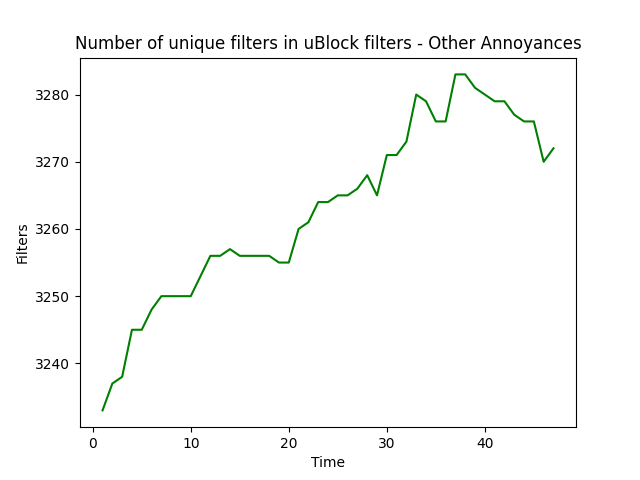 Number of unique filters in uBlock filters - Other Annoyances
3280
3270
3260
3250
3240
Filters
0 10 20 30 40
Time